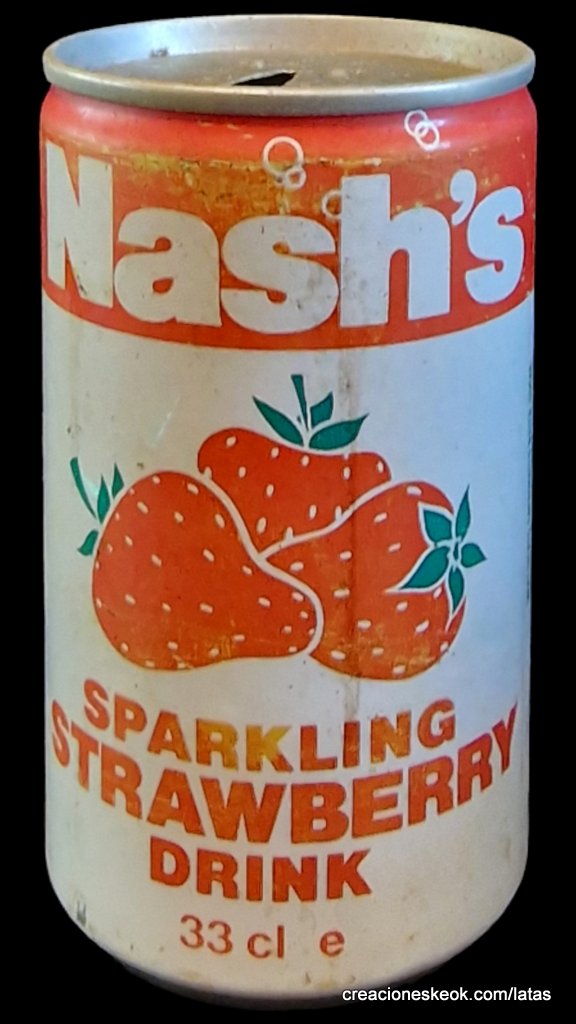 Nash's
SPARKLING
STRAWBERRY
DRINK
33 cl e
creacioneskeok.com/latas